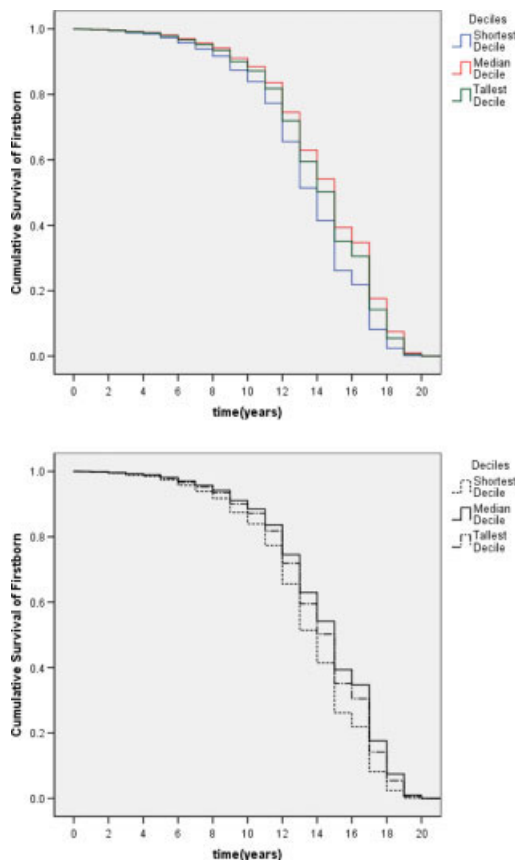 Deciles
Shortest
Decile
Median
Decile
Tallest
Decile
Cumulative Survival of Firstborn
1.0
0.8
0.6
0.4
0.2
0.0
0 2 4 6 8 10 12 14 16 18 20
time(years)
Deciles
Shortest
Decile
Median
Decile
Tallest
Decile
Cumulative Survival of Firstborn
1.0
0.8
0.6
0.4
0.2
0.0
0 2 4 6 8 10 12 14 16 18 20
time(years)